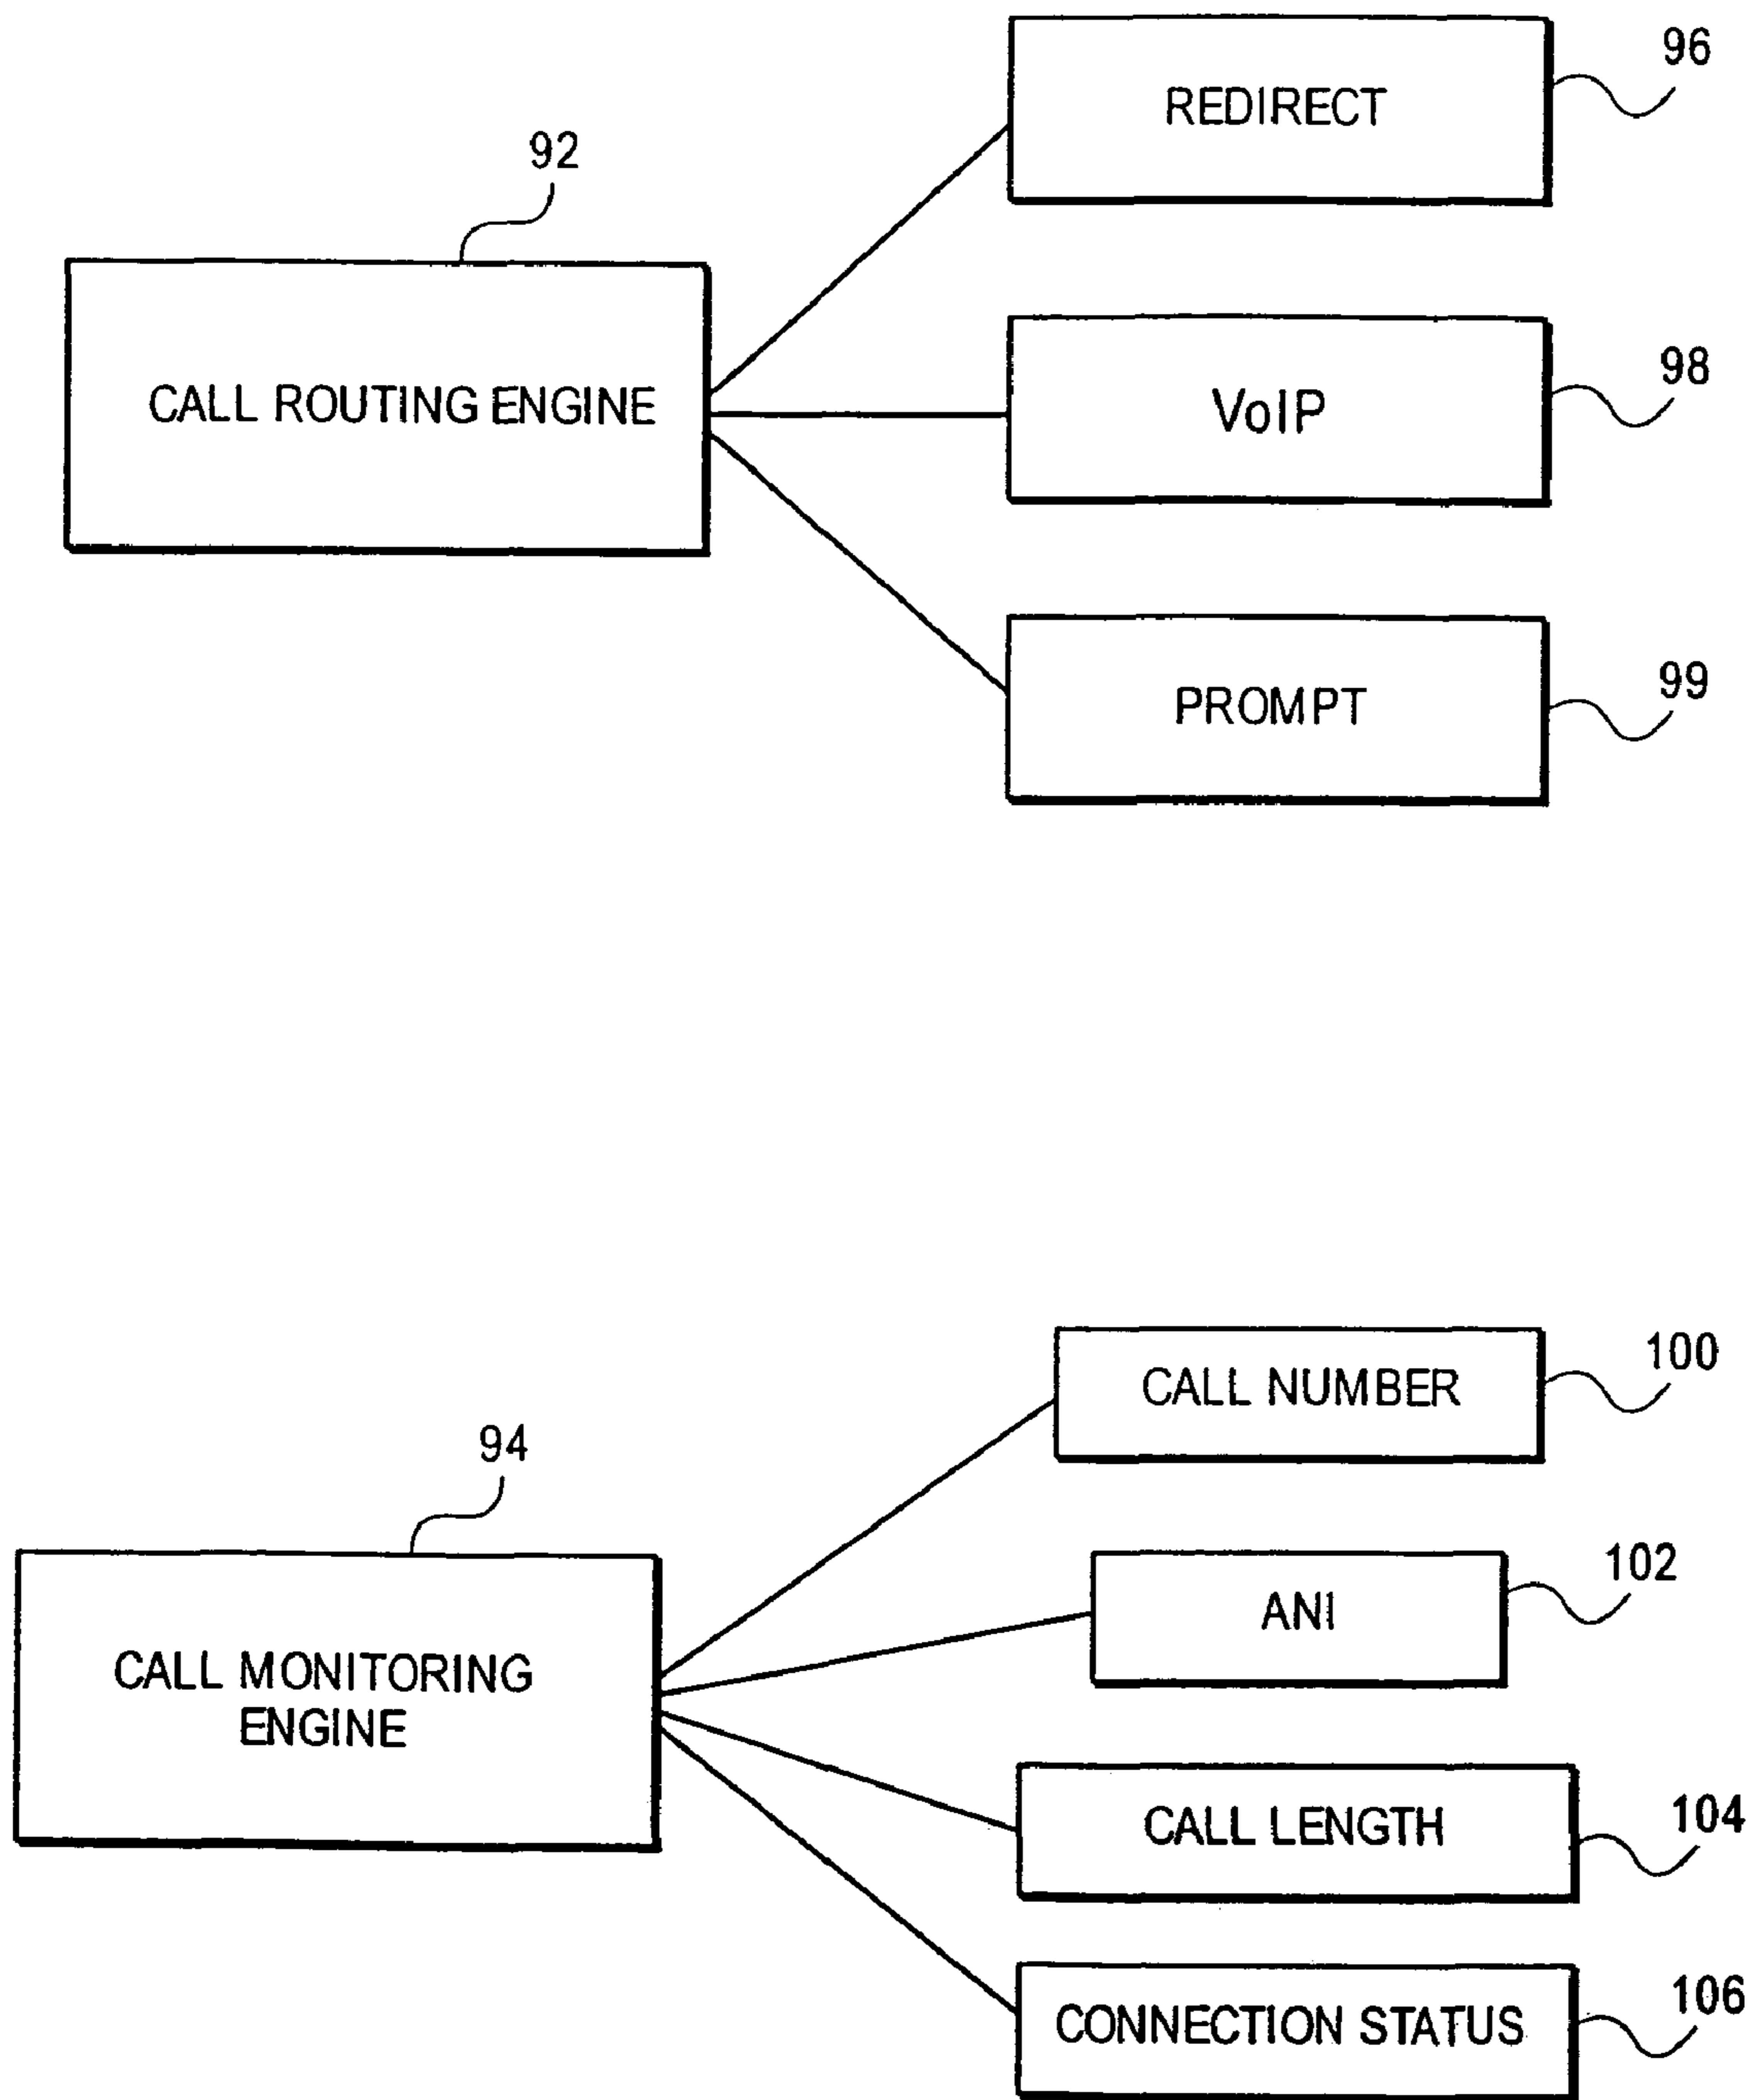 96
REDIRECT
92
98
CALL ROUTING ENGINE
VoIP
99
PROMPT
100
CALL NUMBER
94
102
ANI
CALL MONITORING
ENGINE
104
CALL LENGTH
106
CONNECTION STATUS